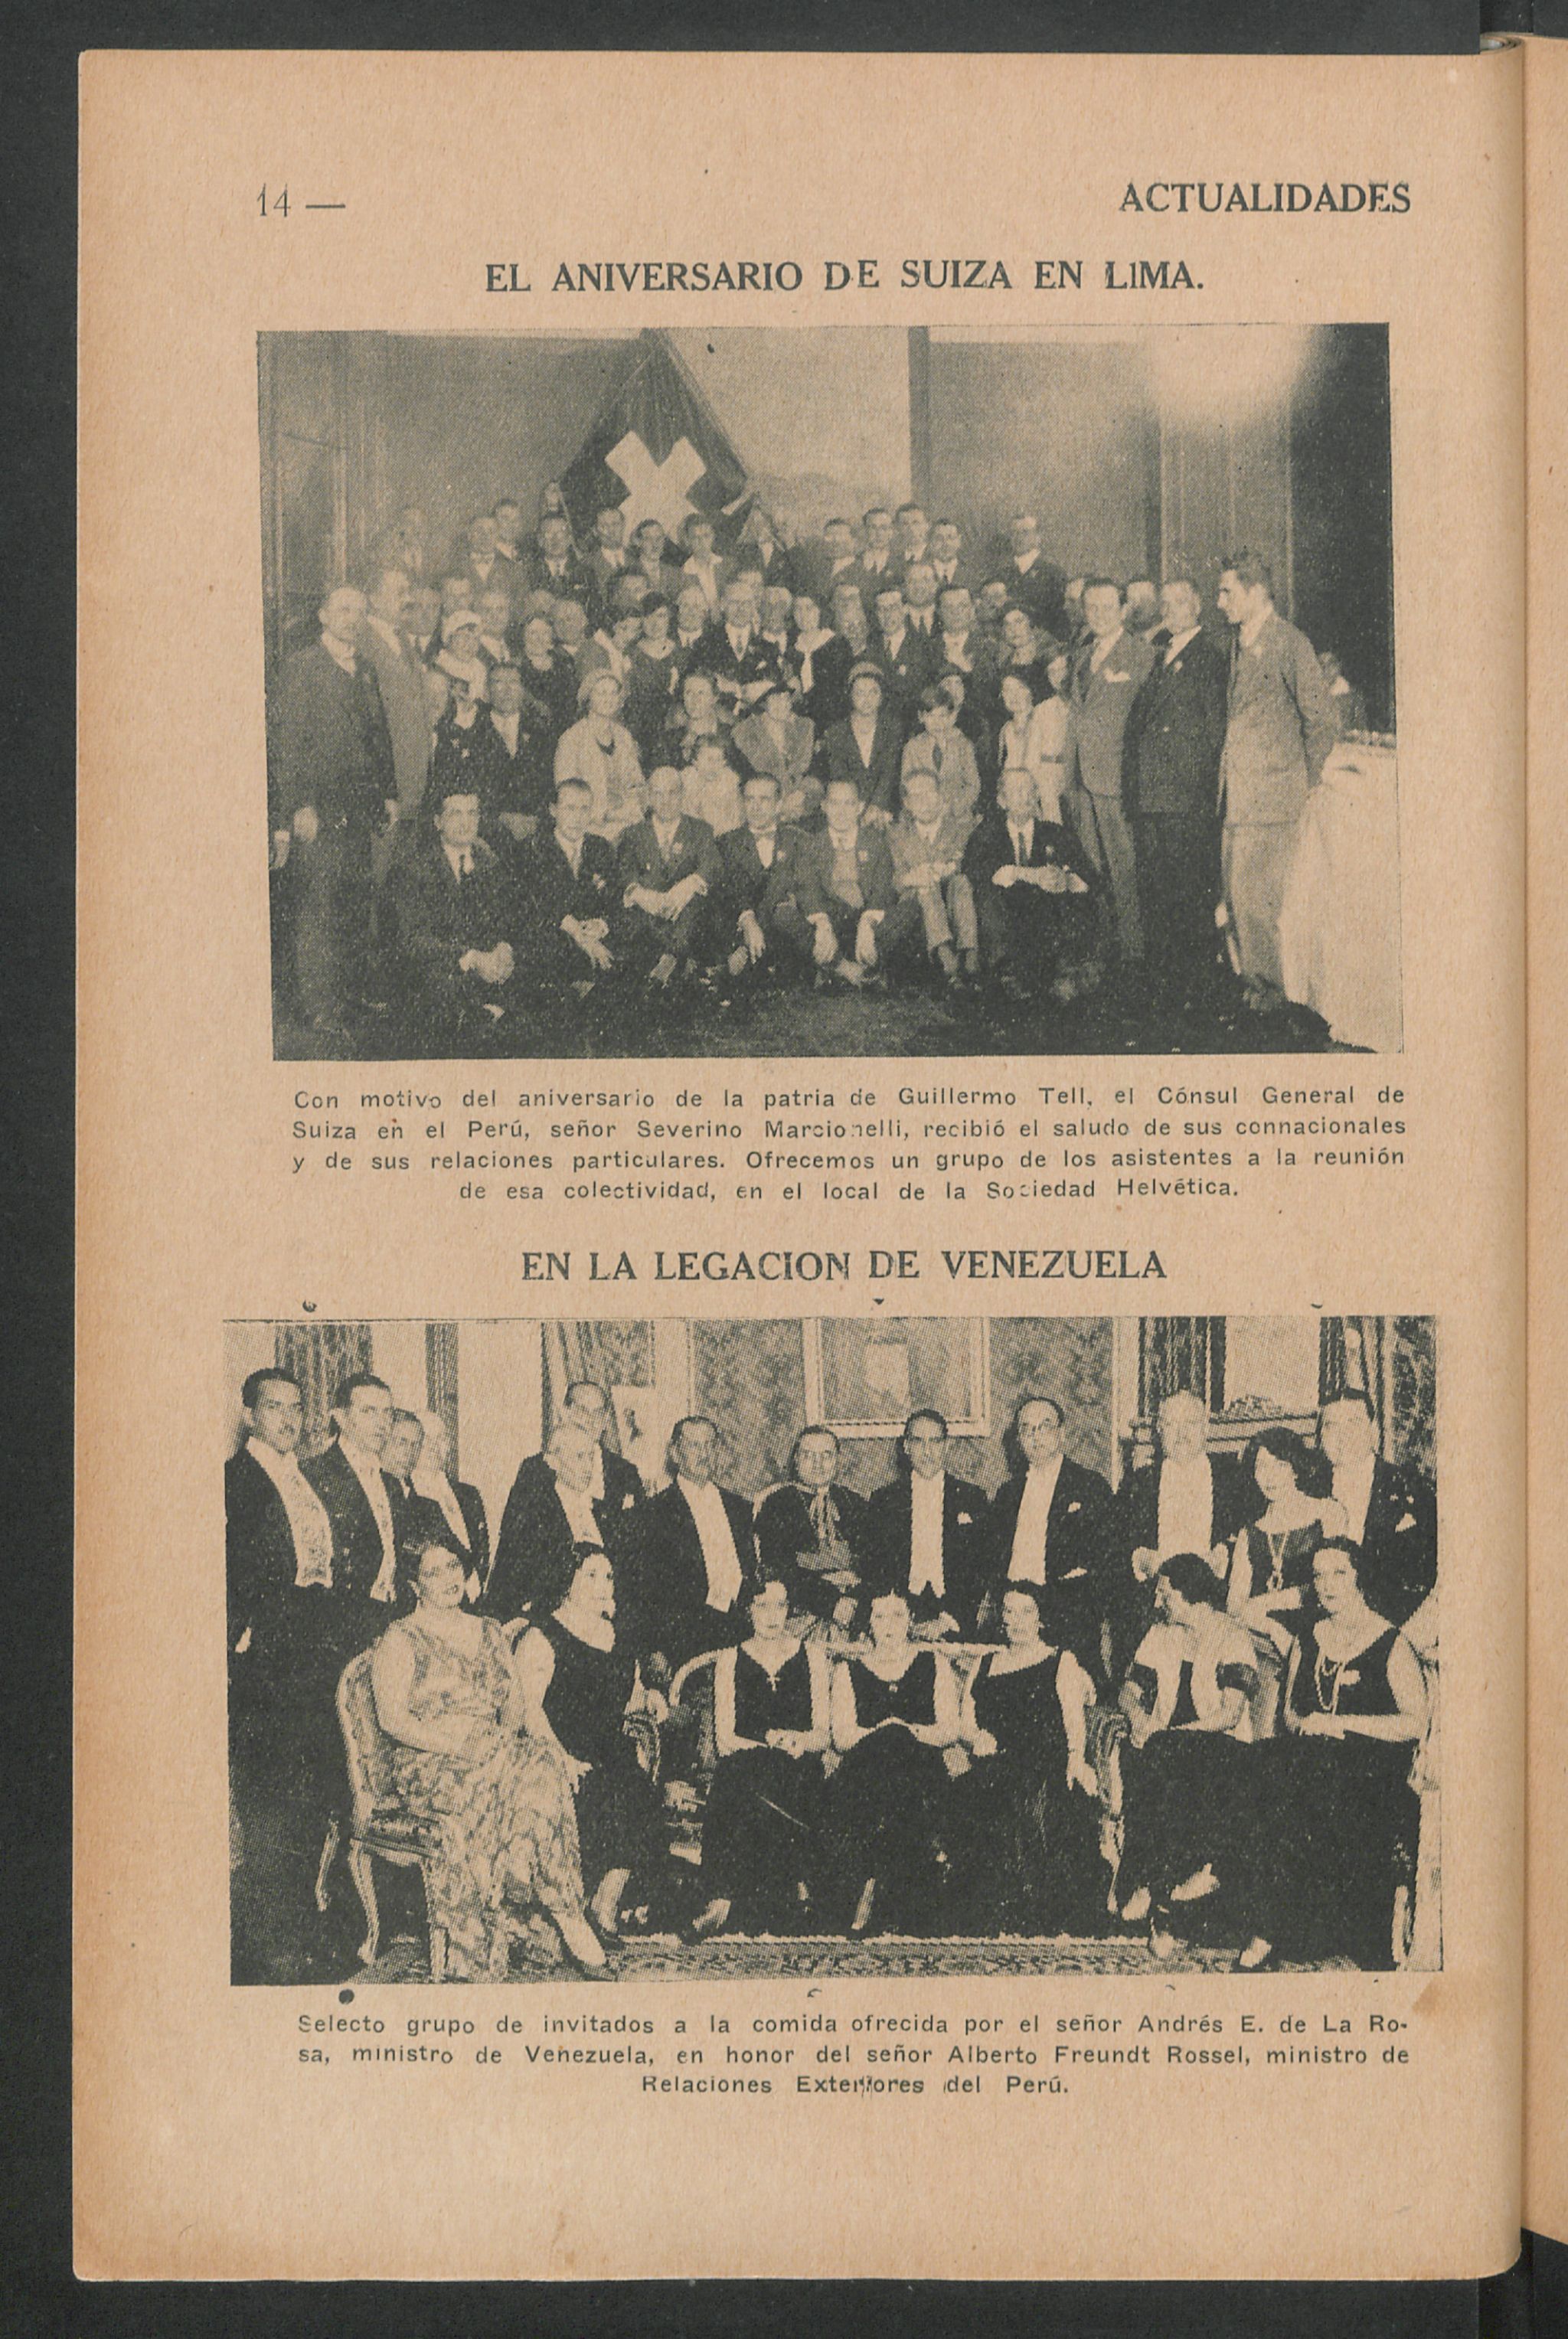 14 —
ACTUALIDADES
EL ANIVERSARIO DE SUIZA EN LIMA.
Con motivo del aniversario de la patria de Guillermo Tell, el Cónsul General de
Suiza en el Perú, señor Severino Marcionelli, recibió el saludo de sus connacionales
y de sus relaciones particulares. Ofrecemos un grupo de los asistentes a la reunión
de esa colectividad, en el local de la Sociedad Helvética.
EN LA LEGACION DE VENEZUELA
Selecto grupo de invitados a la comida ofrecida por el señor Andrés E. de La Ro-
sa, ministro de Venezuela, en honor del señor Alberto Freundt Rossel, ministro de
Relaciones Exteriores del Perú.